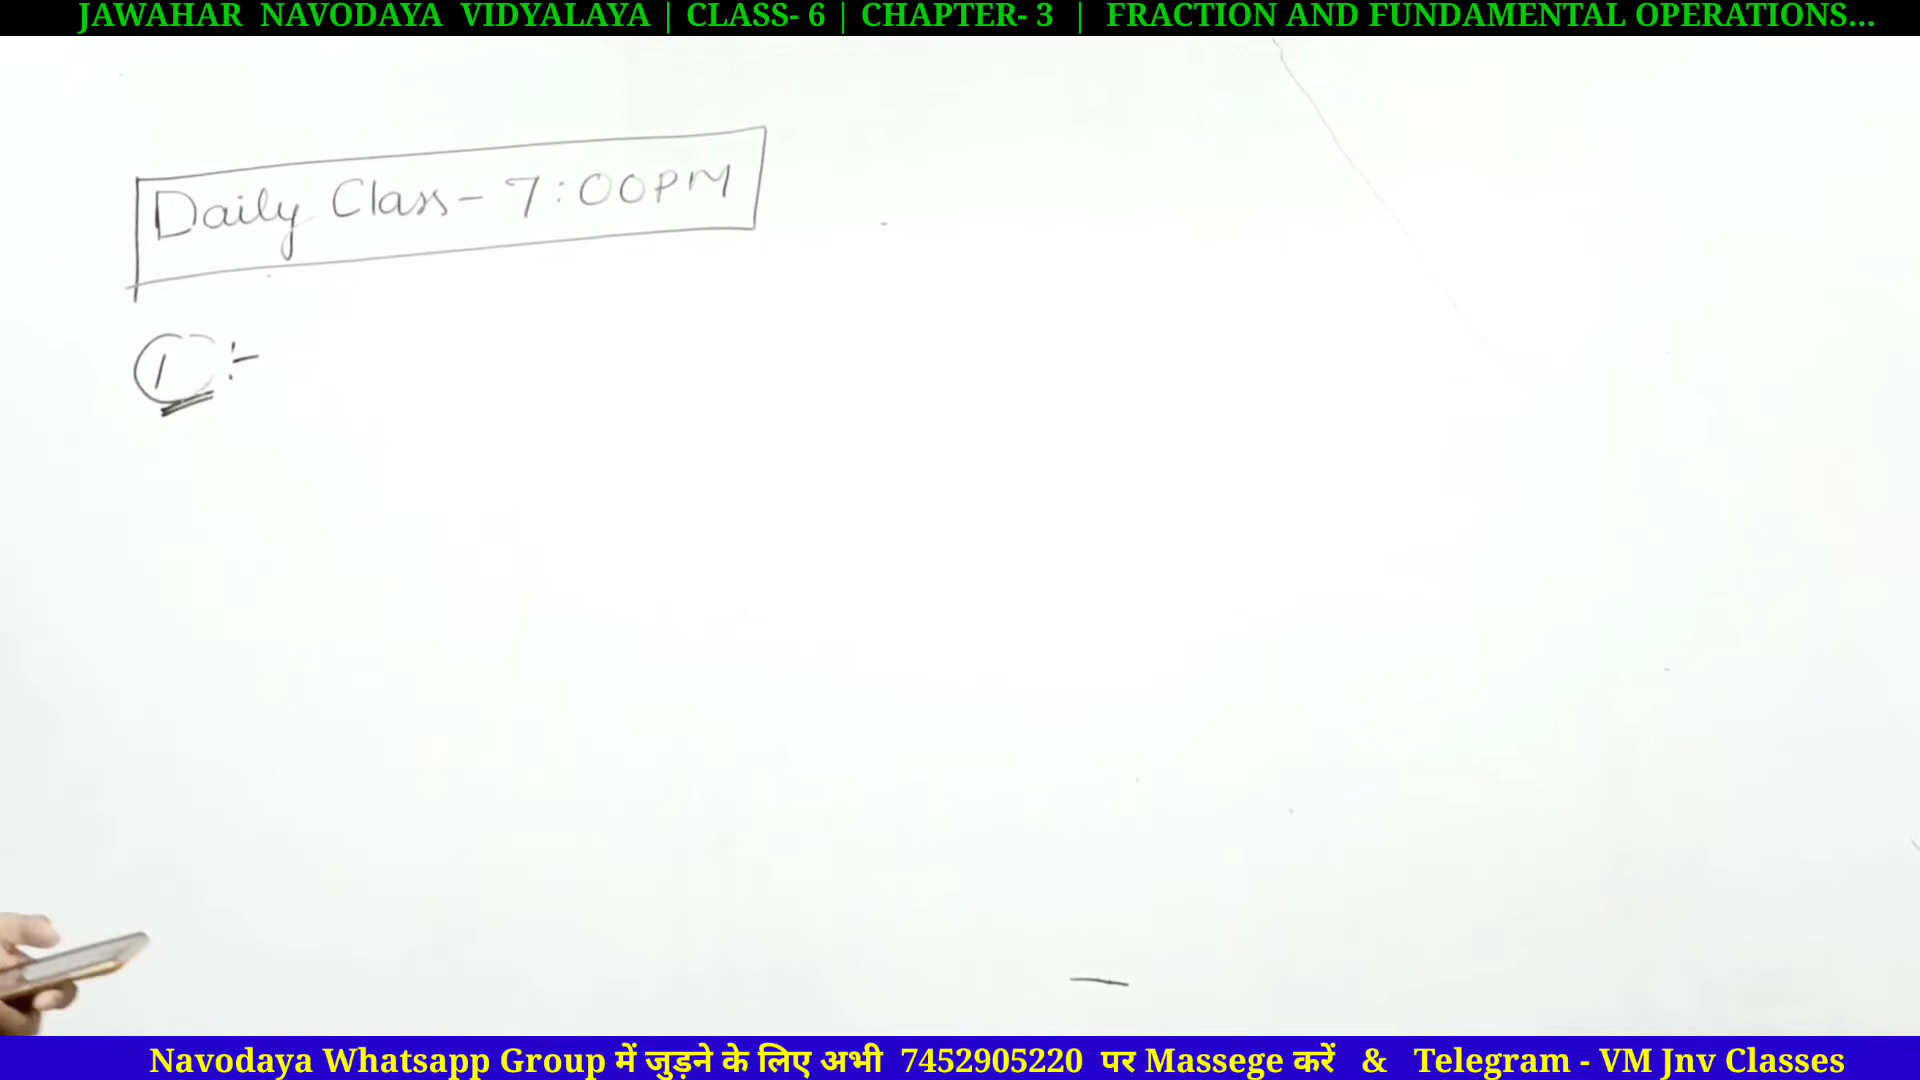 JAWAHAR NAVODAYA VIDYALAYA | CLASS- 6 | CHAPTER- 3 | FRACTION AND FUNDAMENTAL OPERATIONS...
Daily Class - 7:00PM
1 :-
Navodaya Whatsapp Group में जुड़ने के लिए अभी 7452905220 पर Massege करें & Telegram - VM Jnv Classes